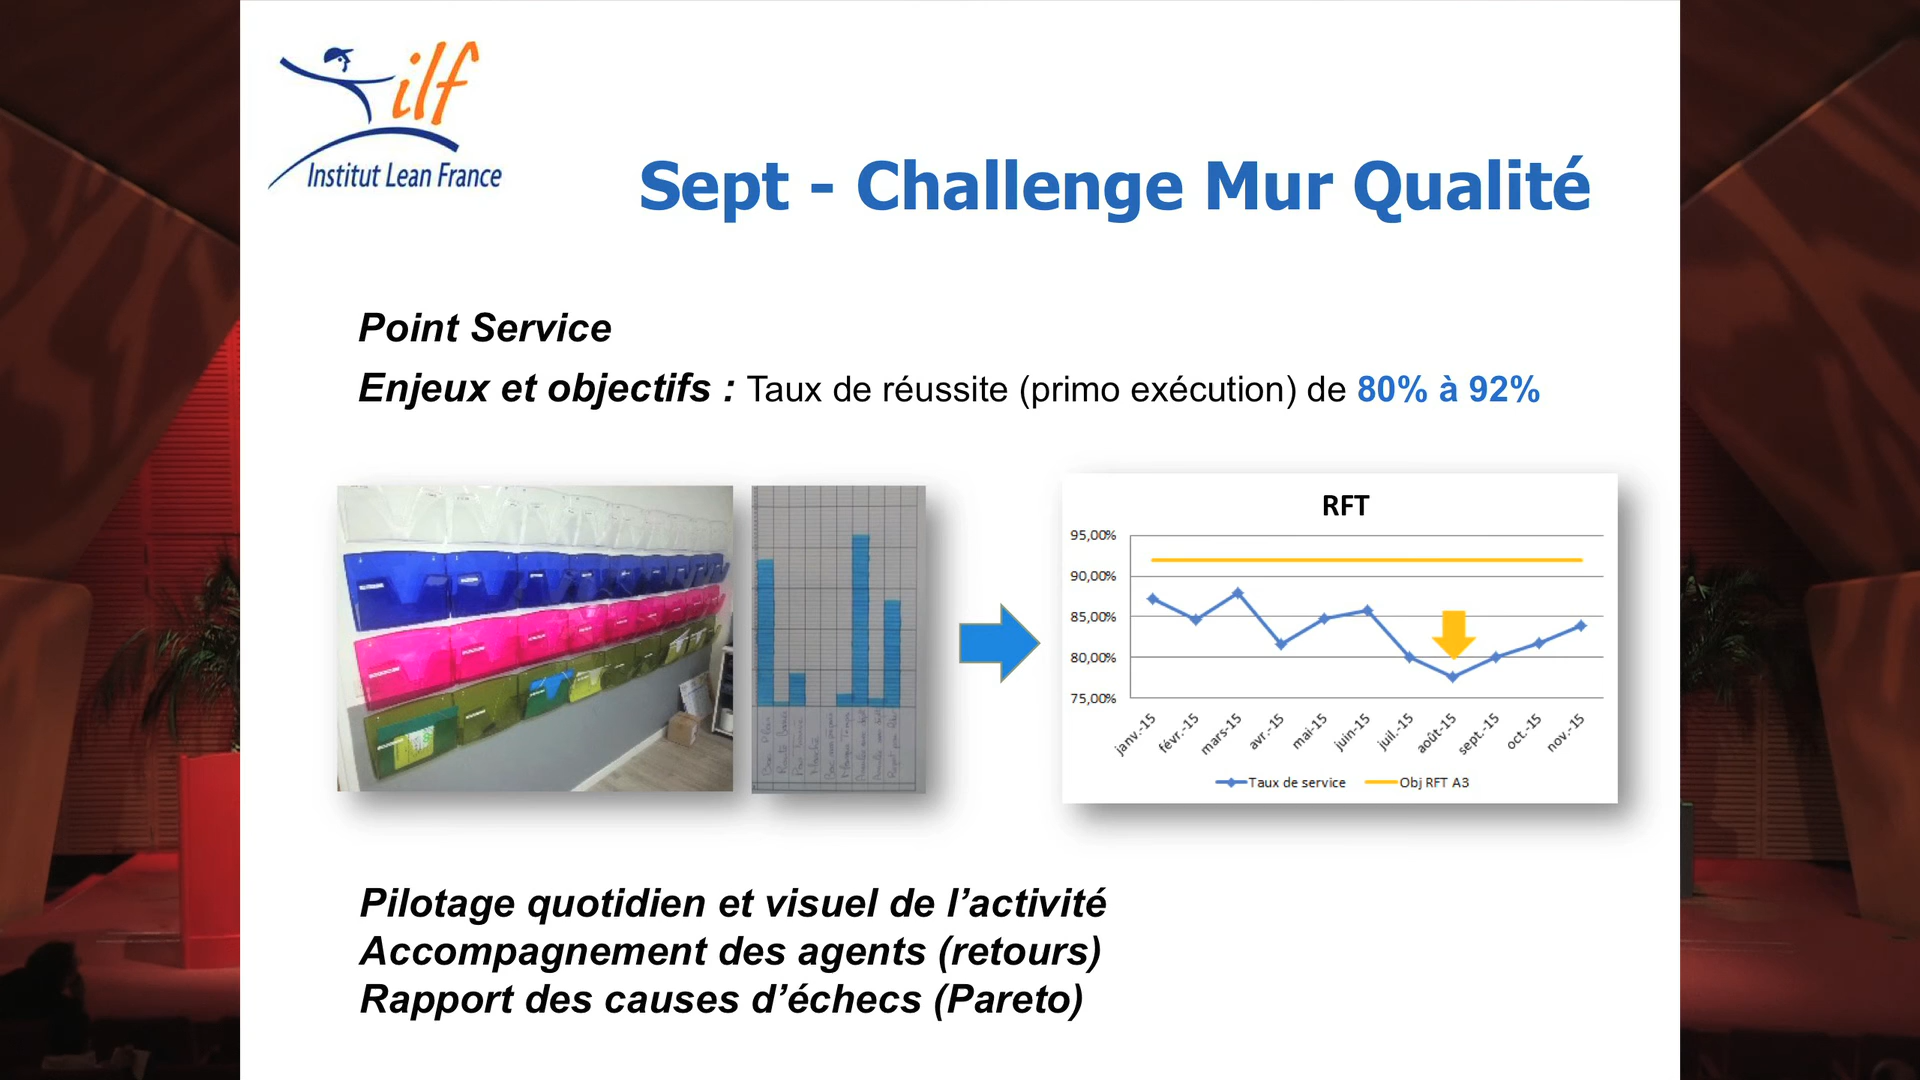 ilf
Institut Lean France
Sept - Challenge Mur Qualité
Point Service
Enjeux et objectifs : Taux de réussite (primo exécution) de 80% à 92%
RFT
95,00%
90,00%
85,00%
80,00%
75,00%
janv.-15
févr.-15
mars-15
avr.-15
mai-15
juin-15
juil.-15
août-15
sept.-15
oct.-15
nov.-15
Taux de service
Obj RFT A3
Pilotage quotidien et visuel de l’activité
Accompagnement des agents (retours)
Rapport des causes d’échecs (Pareto)